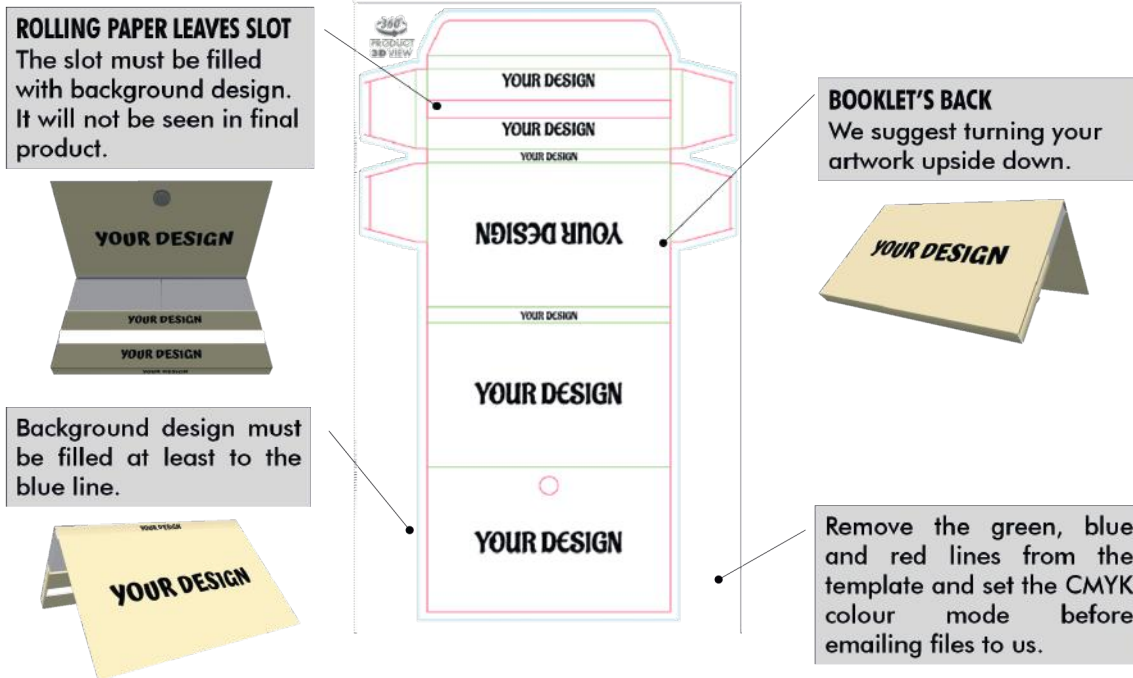 ROLLING PAPER LEAVES SLOT
The slot must be filled
with background design.
It will not be seen in final
product.
YOUR DESIGN
YOUR DESIGN
YOUR DESIGN
YOUR DESIGN
Background design must
be filled at least to the
blue line.
YOUR DESIGN
YOUR DESIGN
360°
PRODUCT
3D VIEW
YOUR DESIGN
YOUR DESIGN
YOUR DESIGN
YOUR DESIGN
YOUR DESIGN
YOUR DESIGN
YOUR DESIGN
BOOKLET'S BACK
We suggest turning your
artwork upside down.
YOUR DESIGN
Remove the green, blue
and red lines from the
template and set the CMYK
colour mode before
emailing files to us.